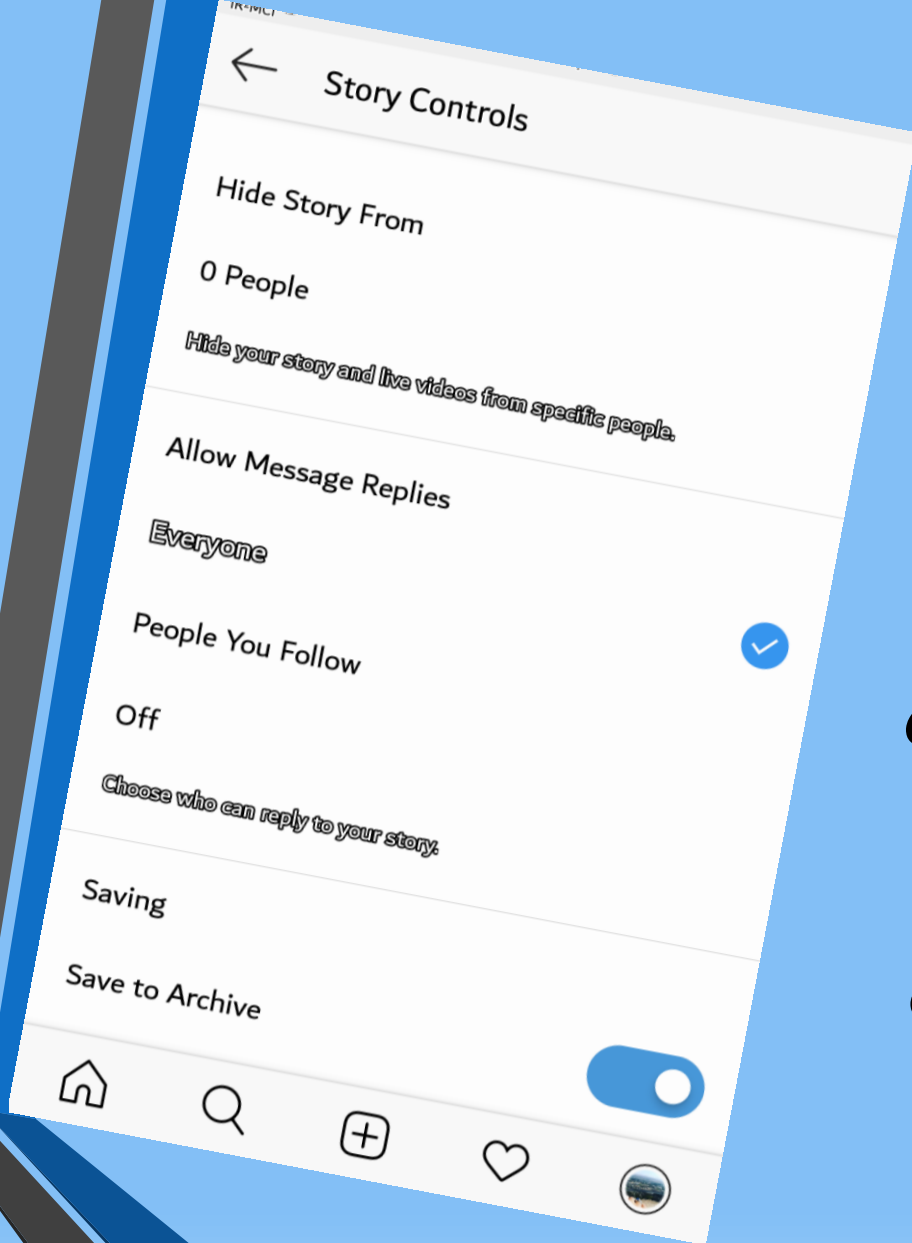 Story Controls
Hide Story From
0 People
Hide your story and live videos from specific people.
Allow Message Replies
Everyone
People You Follow
Off
Choose who can reply to your story.
Saving
Save to Archive